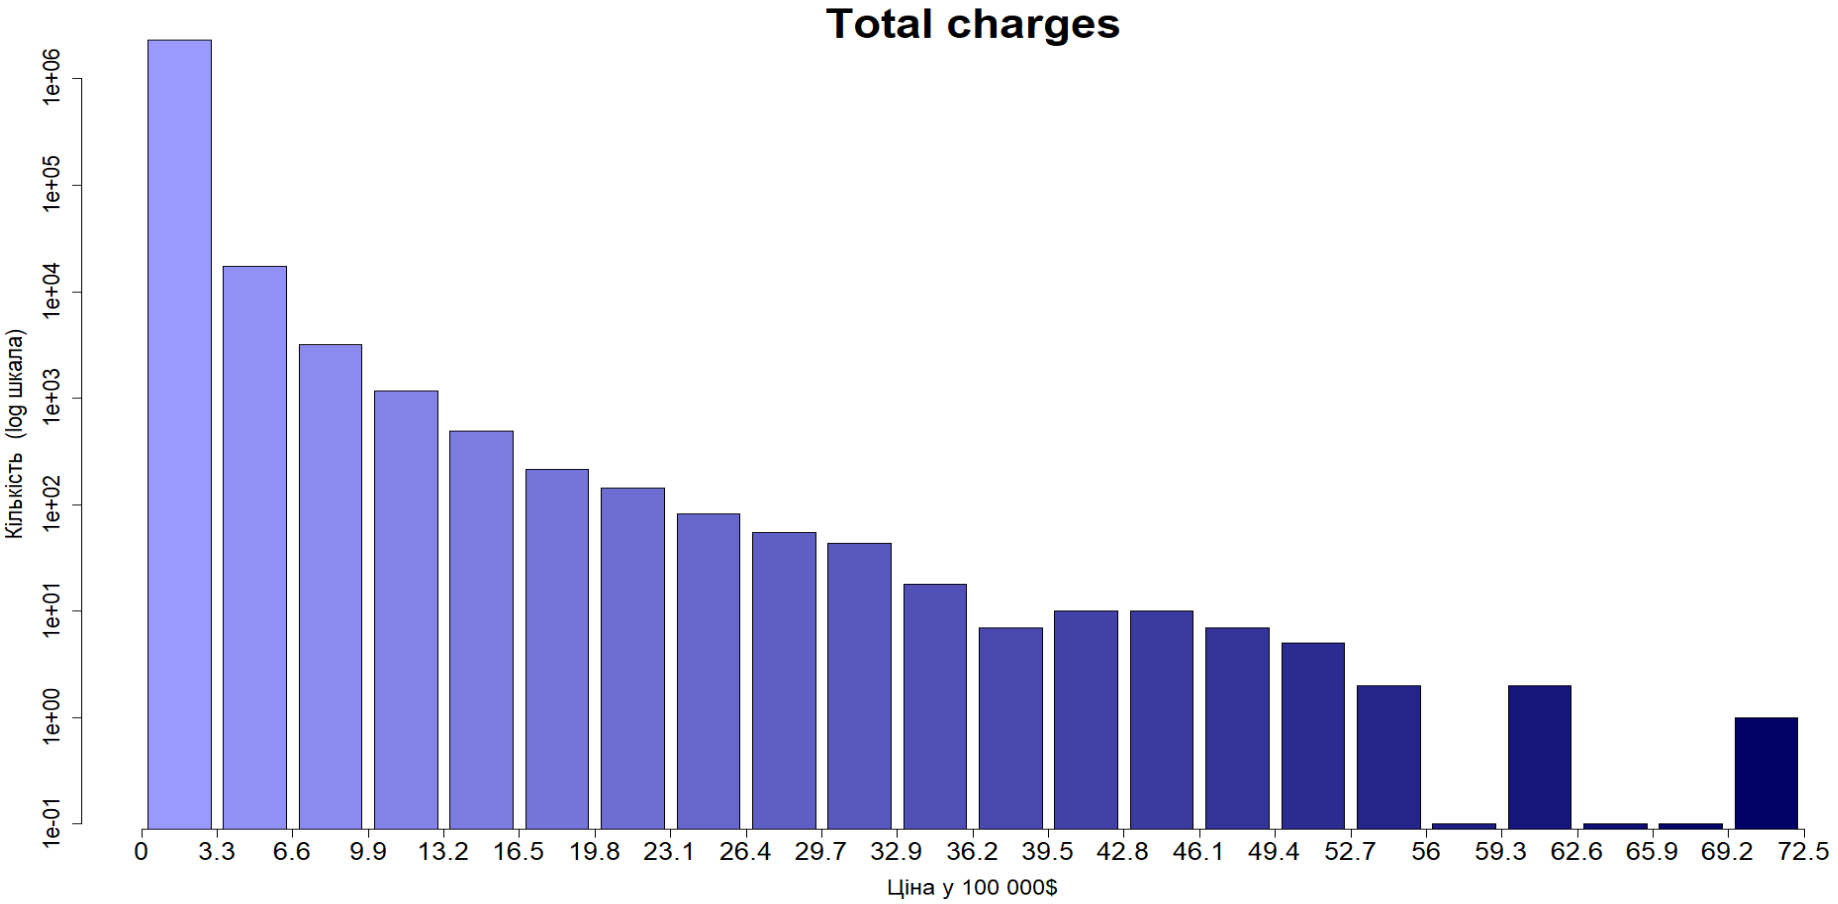 Total charges
Кількість (log шкала)
1e+06
1e+05
1e+04
1e+03
1e+02
1e+01
1e+00
1e-01
0 3.3 6.6 9.9 13.2 16.5 19.8 23.1 26.4 29.7 32.9 36.2 39.5 42.8 46.1 49.4 52.7 56 59.3 62.6 65.9 69.2 72.5
Ціна у 100 000$